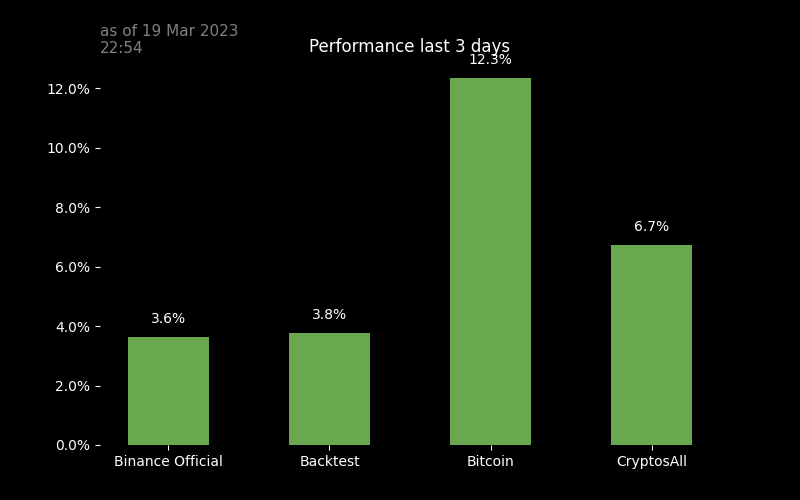 as of 19 Mar 2023
22:54
Performance last 3 days
12.3%
12.0%
10.0%
8.0%
6.7%
6.0%
4.0%
3.6%
3.8%
2.0%
0.0%
Binance Official
Backtest
Bitcoin
CryptosAll